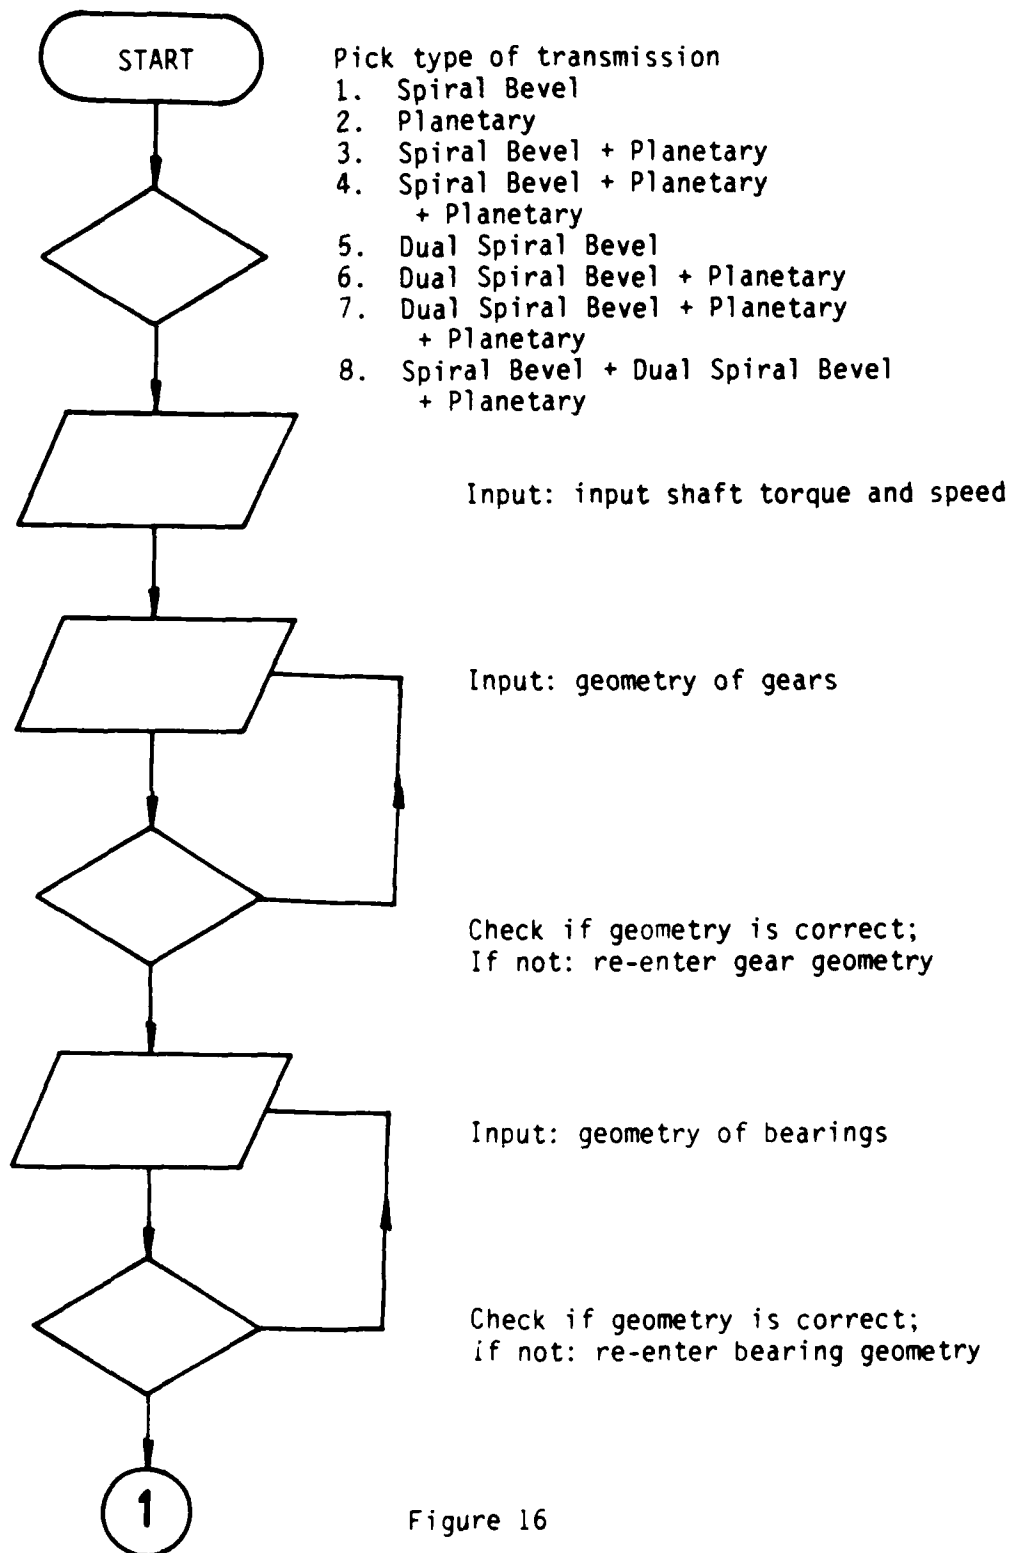 START
Pick type of transmission
1. Spiral Bevel
2. Planetary
3. Spiral Bevel + Planetary
4. Spiral Bevel + Planetary
+ Planetary
5. Dual Spiral Bevel
6. Dual Spiral Bevel + Planetary
7. Dual Spiral Bevel + Planetary
+ Planetary
8. Spiral Bevel + Dual Spiral Bevel
+ Planetary
Input: input shaft torque and speed
Input: geometry of gears
Check if geometry is correct;
If not: re-enter gear geometry
Input: geometry of bearings
Check if geometry is correct;
if not: re-enter bearing geometry
1
Figure 16